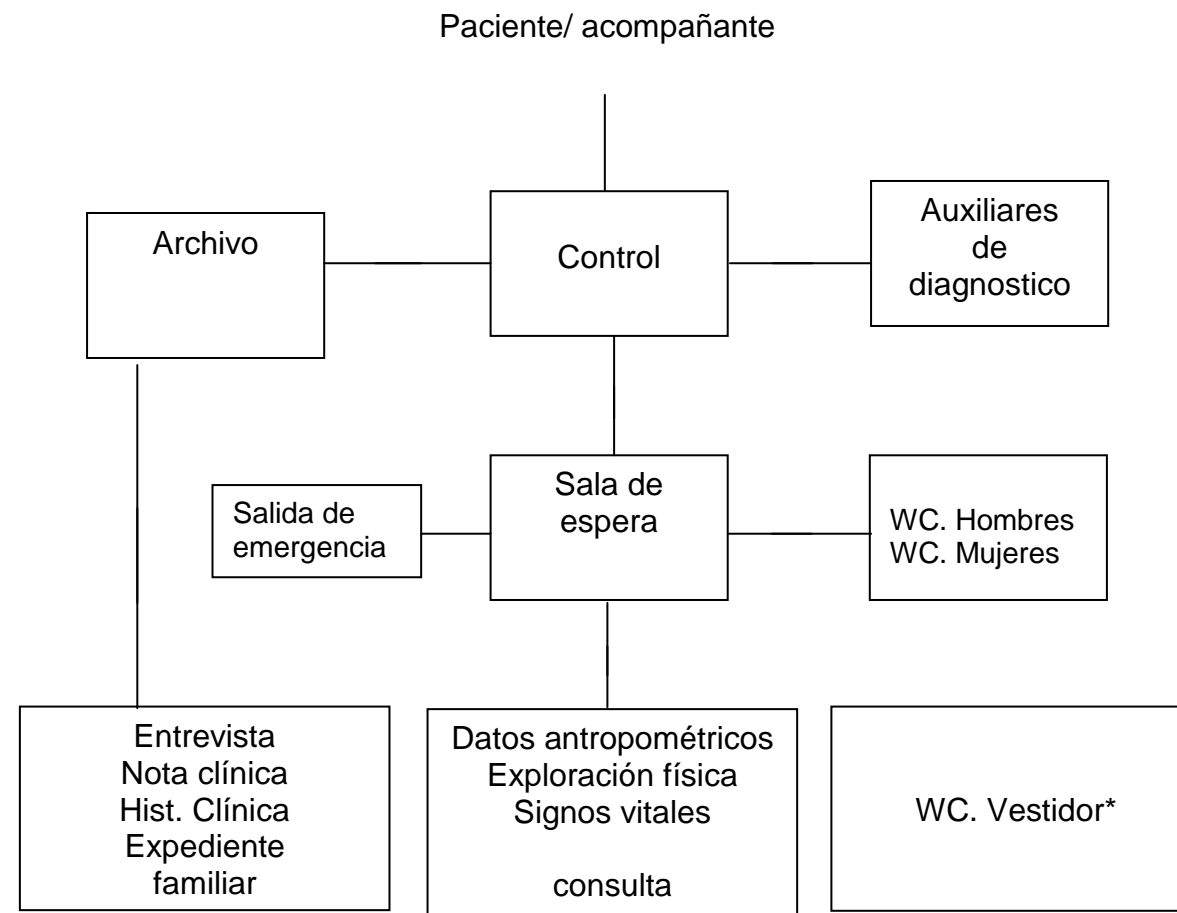 Paciente/ acompañante
Archivo
Control
Auxiliares
de
diagnostico
Salida de
emergencia
Sala de
espera
WC. Hombres
WC. Mujeres
Entrevista
Nota clínica
Hist. Clínica
Expediente
familiar
Datos antropométricos
Exploración física
Signos vitales
consulta
WC. Vestidor*